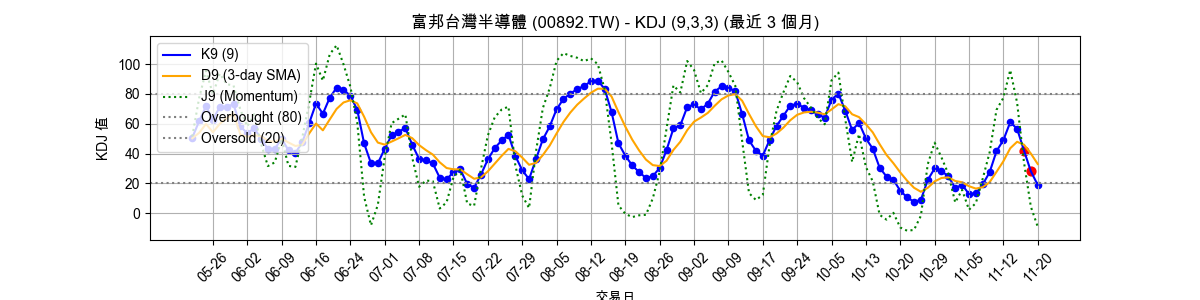 富邦台灣半導體 (00892.TW) - KDJ (9,3,3) (最近 3 個月)
KDJ 值
100
80
60
40
20
0
K9 (9)
D9 (3-day SMA)
J9 (Momentum)
Overbought (80)
Oversold (20)
05-26 06-02 06-09 06-16 06-24 07-01 07-08 07-15 07-22 07-29 08-05 08-12 08-19 08-26 09-02 09-09 09-17 09-24 10-05 10-13 10-20 10-29 11-05 11-12 11-20
交易日